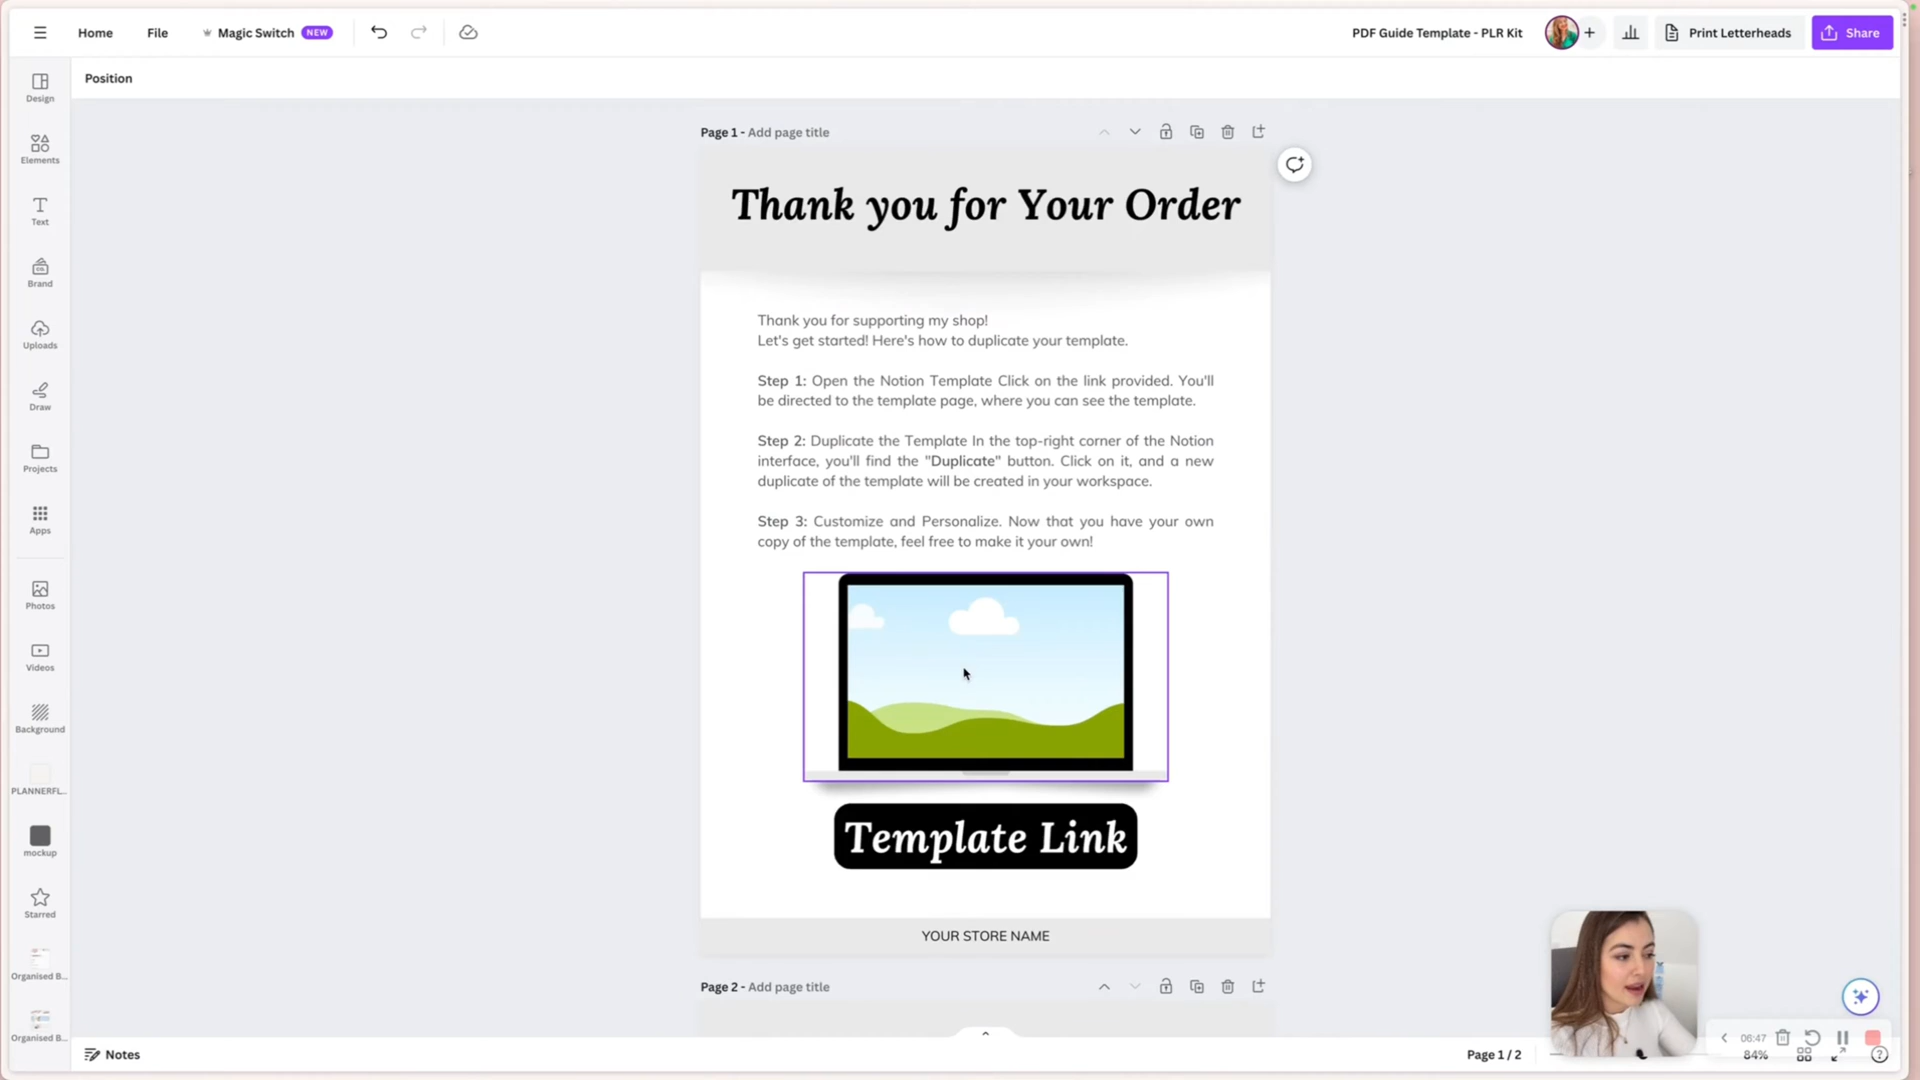 Home File Magic Switch NEW PDF Guide Template - PLR Kit Print Letterheads Share
Position
Design
Elements
Text
Brand
Uploads
Draw
Projects
Apps
Photos
Videos
Background
PLANNERFL...
mockup
Starred
Organised B...
Organised B...
Page 1 - Add page title
Thank you for Your Order
Thank you for supporting my shop!
Let's get started! Here's how to duplicate your template.
Step 1: Open the Notion Template Click on the link provided. You'll
be directed to the template page, where you can see the template.
Step 2: Duplicate the Template In the top-right corner of the Notion
interface, you'll find the "Duplicate" button. Click on it, and a new
duplicate of the template will be created in your workspace.
Step 3: Customize and Personalize. Now that you have your own
copy of the template, feel free to make it your own!
Template Link
YOUR STORE NAME
Page 2 - Add page title
06:47
Notes Page 1 / 2 84%